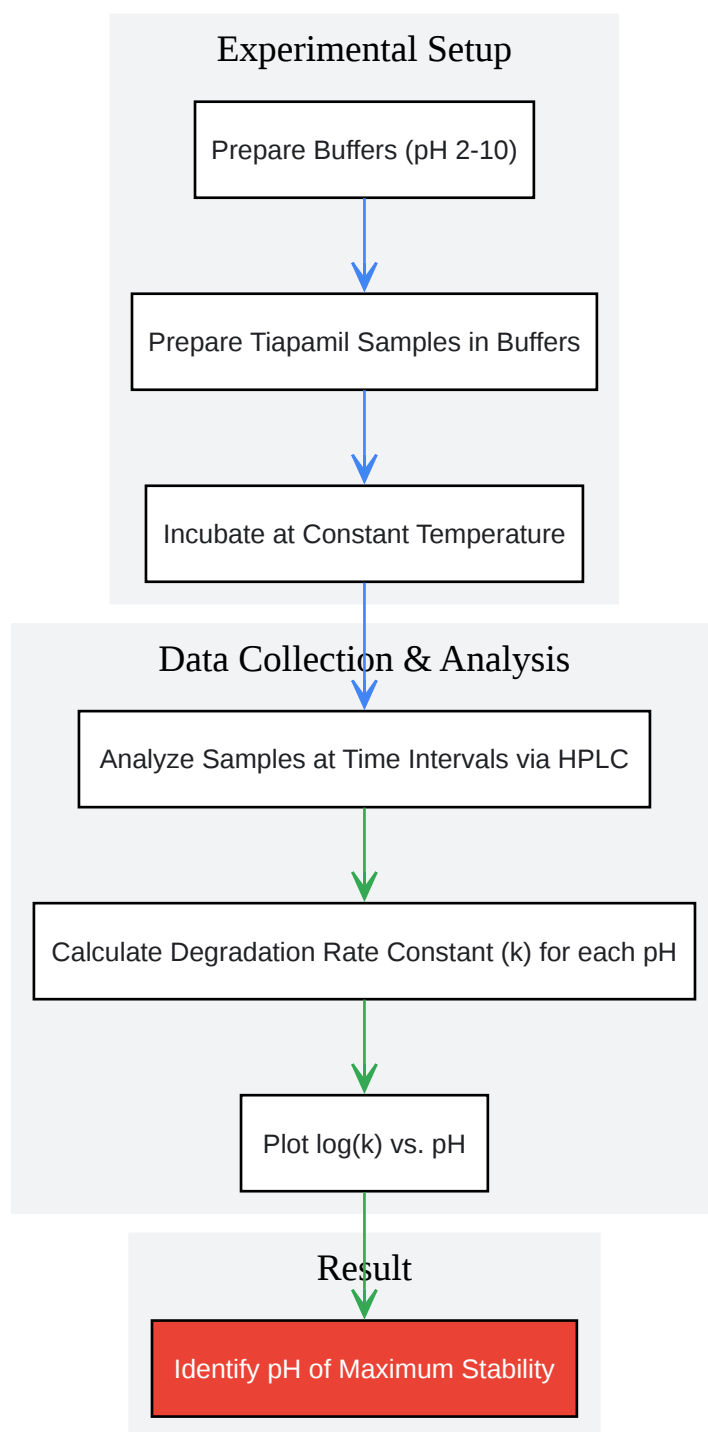 Experimental Setup
Prepare Buffers (pH 2-10)
Prepare Tiapamil Samples in Buffers
Incubate at Constant Temperature
Data Collection & Analysis
Analyze Samples at Time Intervals via HPLC
Calculate Degradation Rate Constant (k) for each pH
Plot log(k) vs. pH
Result
Identify pH of Maximum Stability